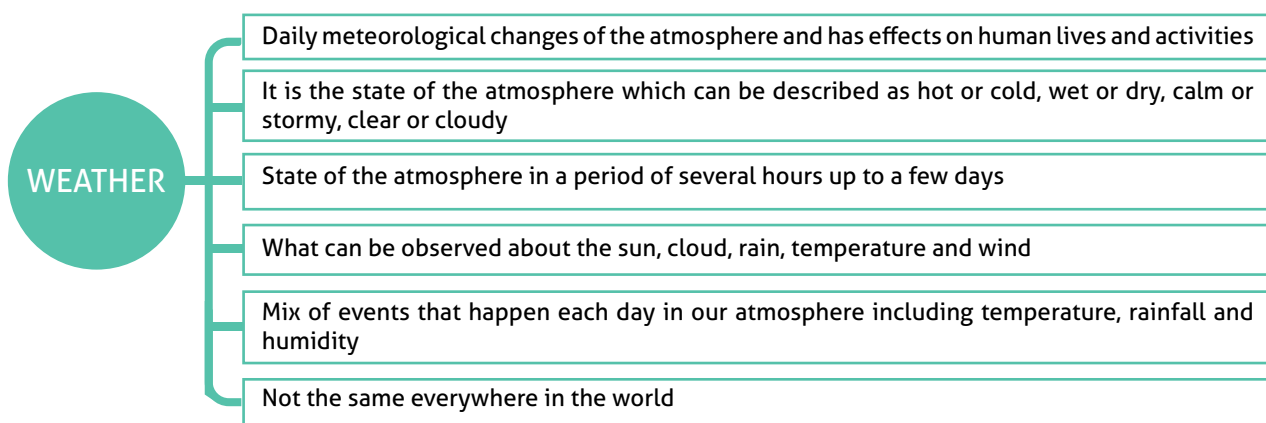 WEATHER
Daily meteorological changes of the atmosphere and has effects on human lives and activities
It is the state of the atmosphere which can be described as hot or cold, wet or dry, calm or
stormy, clear or cloudy
State of the atmosphere in a period of several hours up to a few days
What can be observed about the sun, cloud, rain, temperature and wind
Mix of events that happen each day in our atmosphere including temperature, rainfall and
humidity
Not the same everywhere in the world